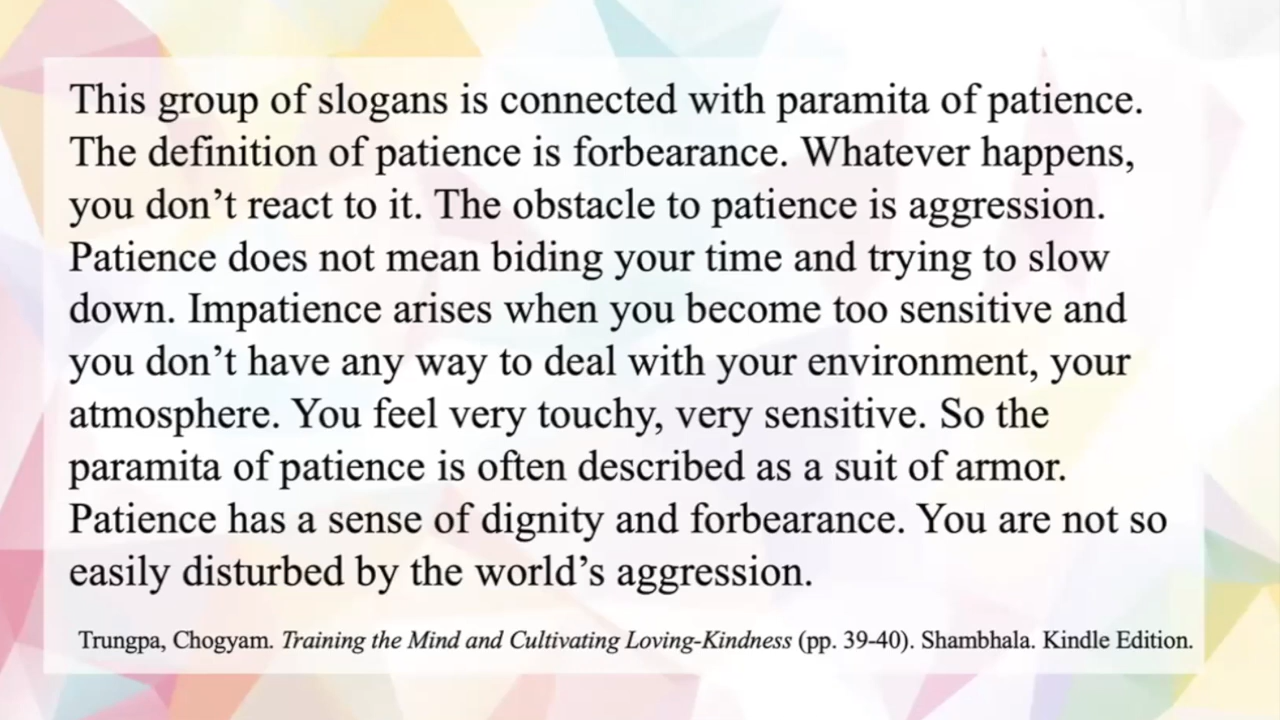 This group of slogans is connected with paramita of patience.
The definition of patience is forbearance. Whatever happens,
you don’t react to it. The obstacle to patience is aggression.
Patience does not mean biding your time and trying to slow
down. Impatience arises when you become too sensitive and
you don’t have any way to deal with your environment, your
atmosphere. You feel very touchy, very sensitive. So the
paramita of patience is often described as a suit of armor.
Patience has a sense of dignity and forbearance. You are not so
easily disturbed by the world’s aggression.
Trungpa, Chogyam. Training the Mind and Cultivating Loving-Kindness (pp. 39-40). Shambhala. Kindle Edition.